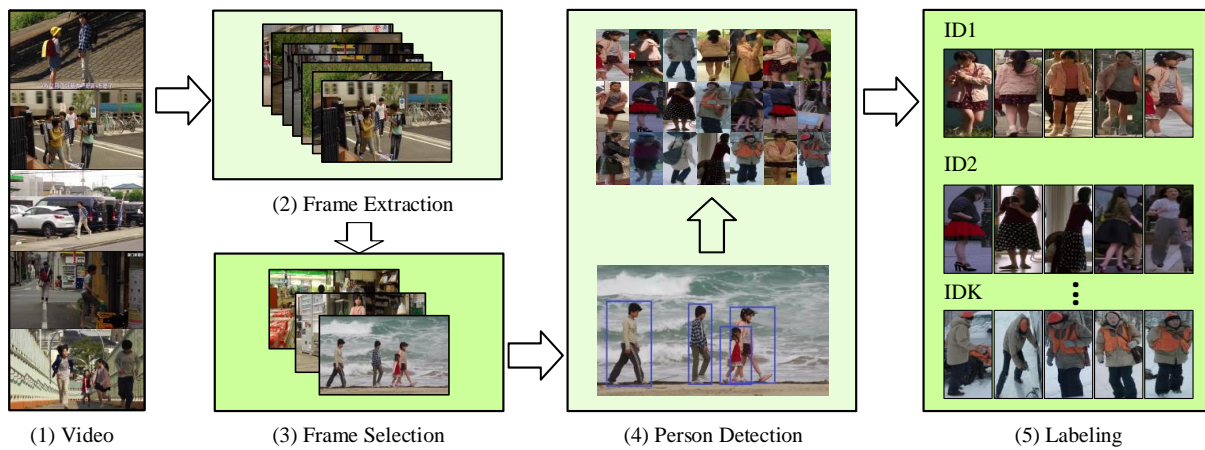 ID1
ID2
IDK
(2) Frame Extraction
(1) Video
(3) Frame Selection
(4) Person Detection
(5) Labeling